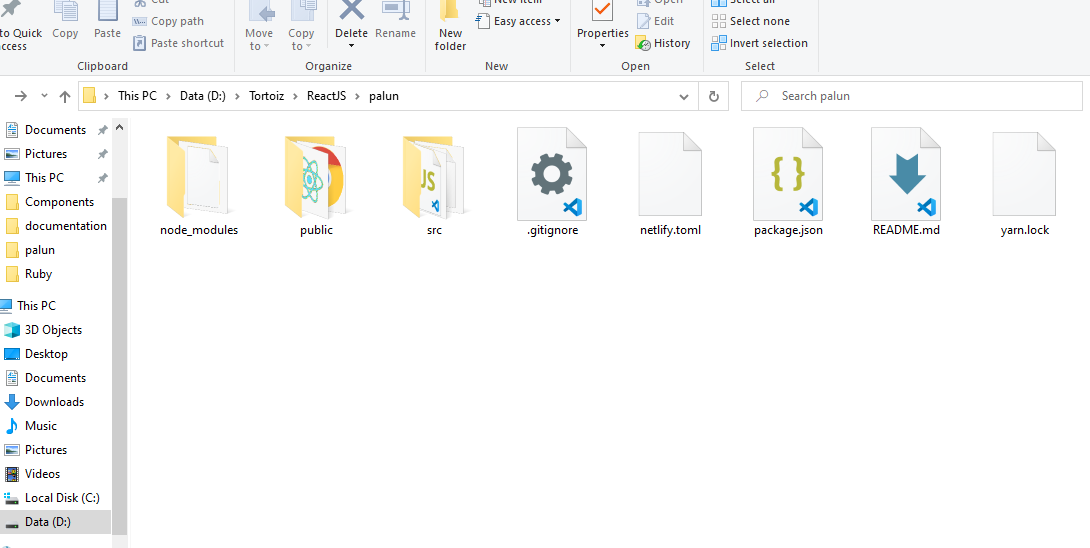 to Quick
access
Copy
Paste
Cut
Copy path
Paste shortcut
Clipboard
Move
to
Copy
to
Delete
Rename
Organize
New
folder
New item
Easy access
New
Properties
Open
Edit
History
Open
Select all
Select none
Invert selection
Select
This PC
Data (D:)
Tortoiz
ReactJS
palun
Search palun
Documents
Pictures
This PC
Components
documentation
palun
Ruby
This PC
3D Objects
Desktop
Documents
Downloads
Music
Pictures
Videos
Local Disk (C:)
Data (D:)
node_modules
public
JS
src
.gitignore
netlify.toml
{ }
package.json
README.md
yarn.lock